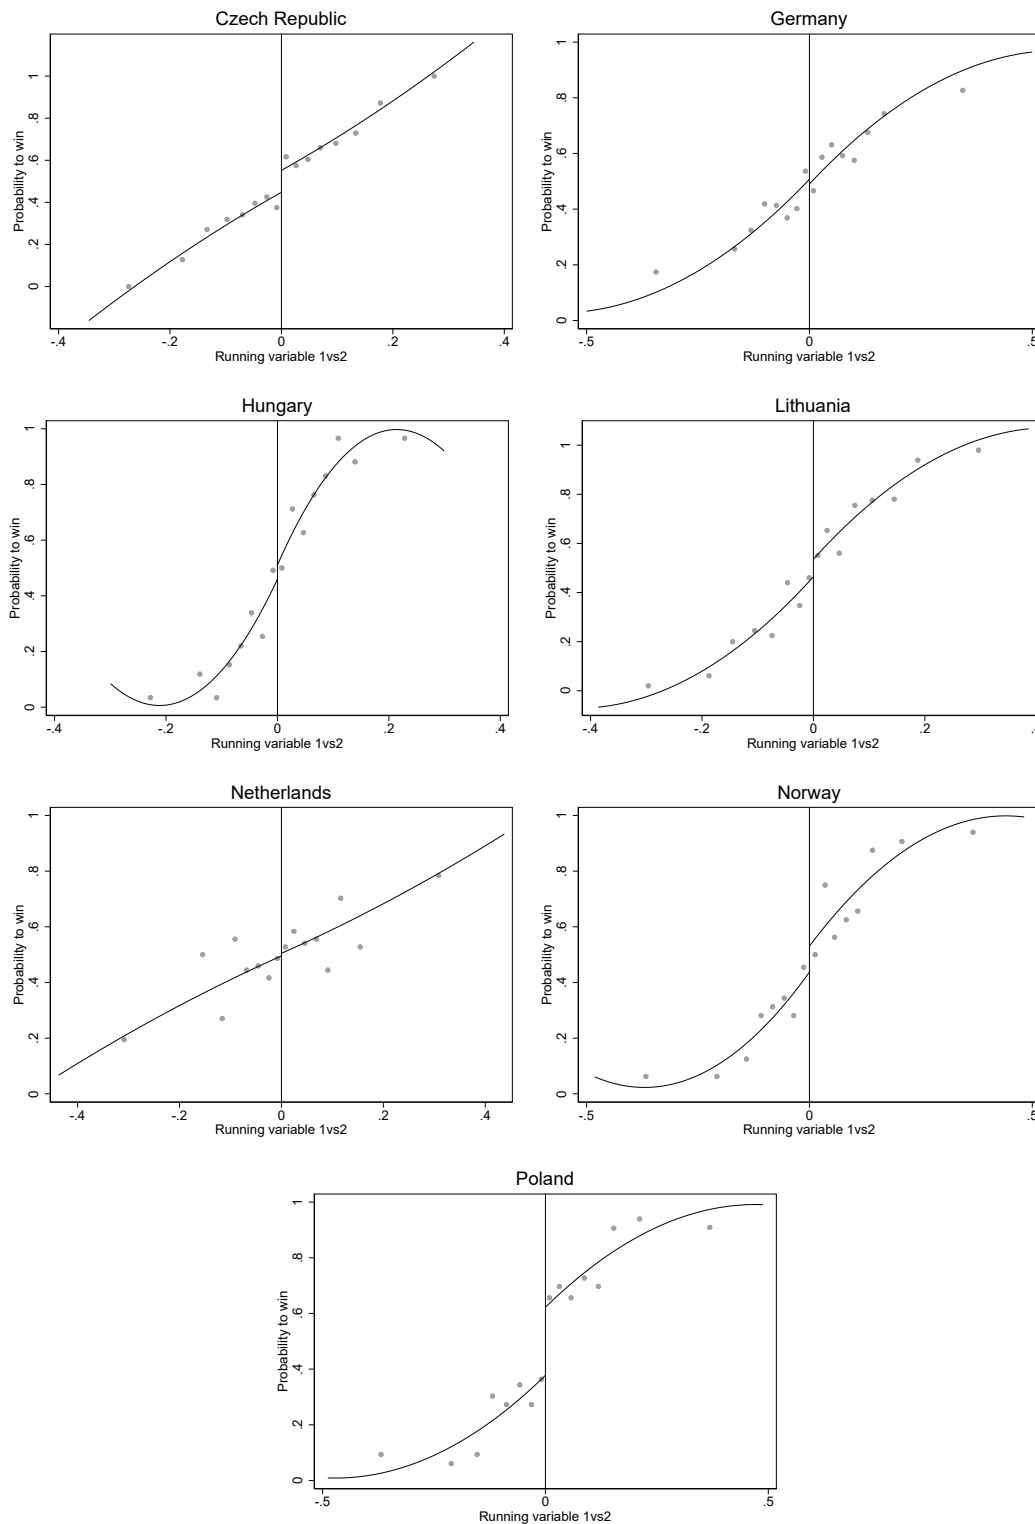 Czech Republic
Probability to win
0 .2 .4 .6 .8 1
-.4 -.2 0 .2 .4
Running variable 1vs2
Germany
Probability to win
0 .2 .4 .6 .8 1
-.5 0 .5
Running variable 1vs2
Hungary
Probability to win
0 .2 .4 .6 .8 1
-.4 -.2 0 .2 .4
Running variable 1vs2
Lithuania
Probability to win
0 .2 .4 .6 .8 1
-.4 -.2 0 .2
Running variable 1vs2
Netherlands
Probability to win
0 .2 .4 .6 .8 1
-.4 -.2 0 .2 .4
Running variable 1vs2
Norway
Probability to win
0 .2 .4 .6 .8 1
-.5 0 .5
Running variable 1vs2
Poland
Probability to win
0 .2 .4 .6 .8 1
-.5 0 .5
Running variable 1vs2